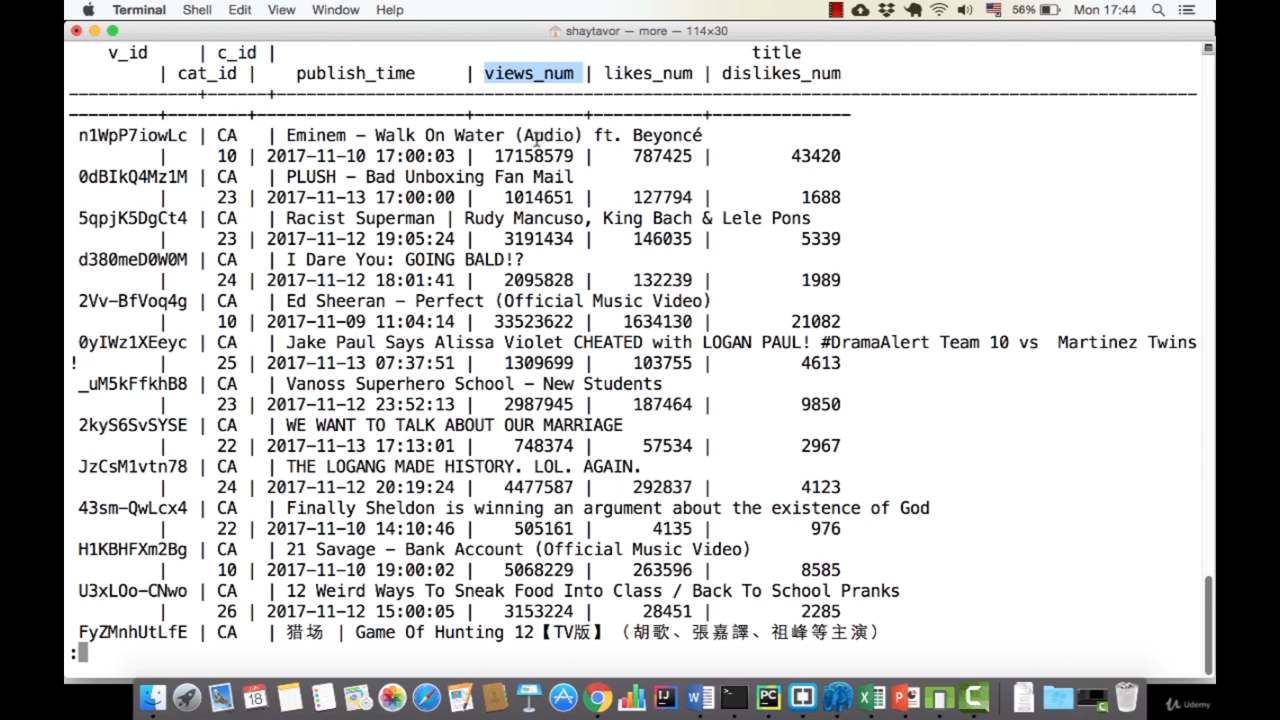 Terminal Shell Edit View Window Help 56% Mon 17:44
shaytavor — more — 114×30
v_id | c_id | title
| cat_id | publish_time | views_num | likes_num | dislikes_num
n1WpP7iowLc | CA | Eminem – Walk On Water (Audio) ft. Beyoncé
| 10 | 2017-11-10 17:00:03 | 17158579 | 787425 | 43420
0dBIkQ4Mz1M | CA | PLUSH – Bad Unboxing Fan Mail
| 23 | 2017-11-13 17:00:00 | 1014651 | 127794 | 1688
5qpjK5DgCt4 | CA | Racist Superman | Rudy Mancuso, King Bach & Lele Pons
| 23 | 2017-11-12 19:05:24 | 3191434 | 146035 | 5339
d380meD0W0M | CA | I Dare You: GOING BALD!?
| 24 | 2017-11-12 18:01:41 | 2095828 | 132239 | 1989
2Vv-BfVoq4g | CA | Ed Sheeran – Perfect (Official Music Video)
| 10 | 2017-11-09 11:04:14 | 33523622 | 1634130 | 21082
0yIWz1XEeyc | CA | Jake Paul Says Alissa Violet CHEATED with LOGAN PAUL! #DramaAlert Team 10 vs Martinez Twins
! | 25 | 2017-11-13 07:37:51 | 1309699 | 103755 | 4613
_uM5kFfkhB8 | CA | Vanoss Superhero School – New Students
| 23 | 2017-11-12 23:52:13 | 2987945 | 187464 | 9850
2kyS6SvSYSE | CA | WE WANT TO TALK ABOUT OUR MARRIAGE
| 22 | 2017-11-13 17:13:01 | 748374 | 57534 | 2967
JzCsM1vtn78 | CA | THE LOGANG MADE HISTORY. LOL. AGAIN.
| 24 | 2017-11-12 20:19:24 | 4477587 | 292837 | 4123
43sm-QwLcx4 | CA | Finally Sheldon is winning an argument about the existence of God
| 22 | 2017-11-10 14:10:46 | 505161 | 4135 | 976
H1KBHFXm2Bg | CA | 21 Savage – Bank Account (Official Music Video)
| 10 | 2017-11-10 19:00:02 | 5068229 | 263596 | 8585
U3xLOo-CNwo | CA | 12 Weird Ways To Sneak Food Into Class / Back To School Pranks
| 26 | 2017-11-12 15:00:05 | 3153224 | 28451 | 2285
FyZMnhUtLfE | CA | 猎场 | Game Of Hunting 12【TV版】（胡歌、張嘉譯、祖峰等主演）
:
18
Udemy